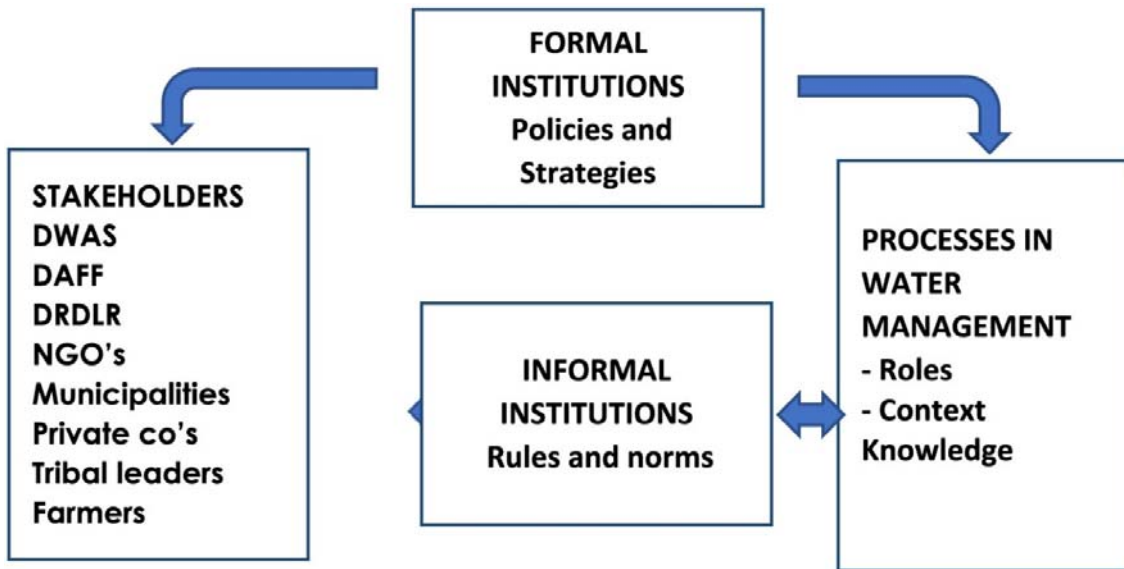 FORMAL
INSTITUTIONS
Policies and
Strategies
STAKEHOLDERS
DWAS
DAFF
DRDLR
NGO’s
Municipalities
Private co’s
Tribal leaders
Farmers
INFORMAL
INSTITUTIONS
Rules and norms
PROCESSES IN
WATER
MANAGEMENT
- Roles
- Context
Knowledge